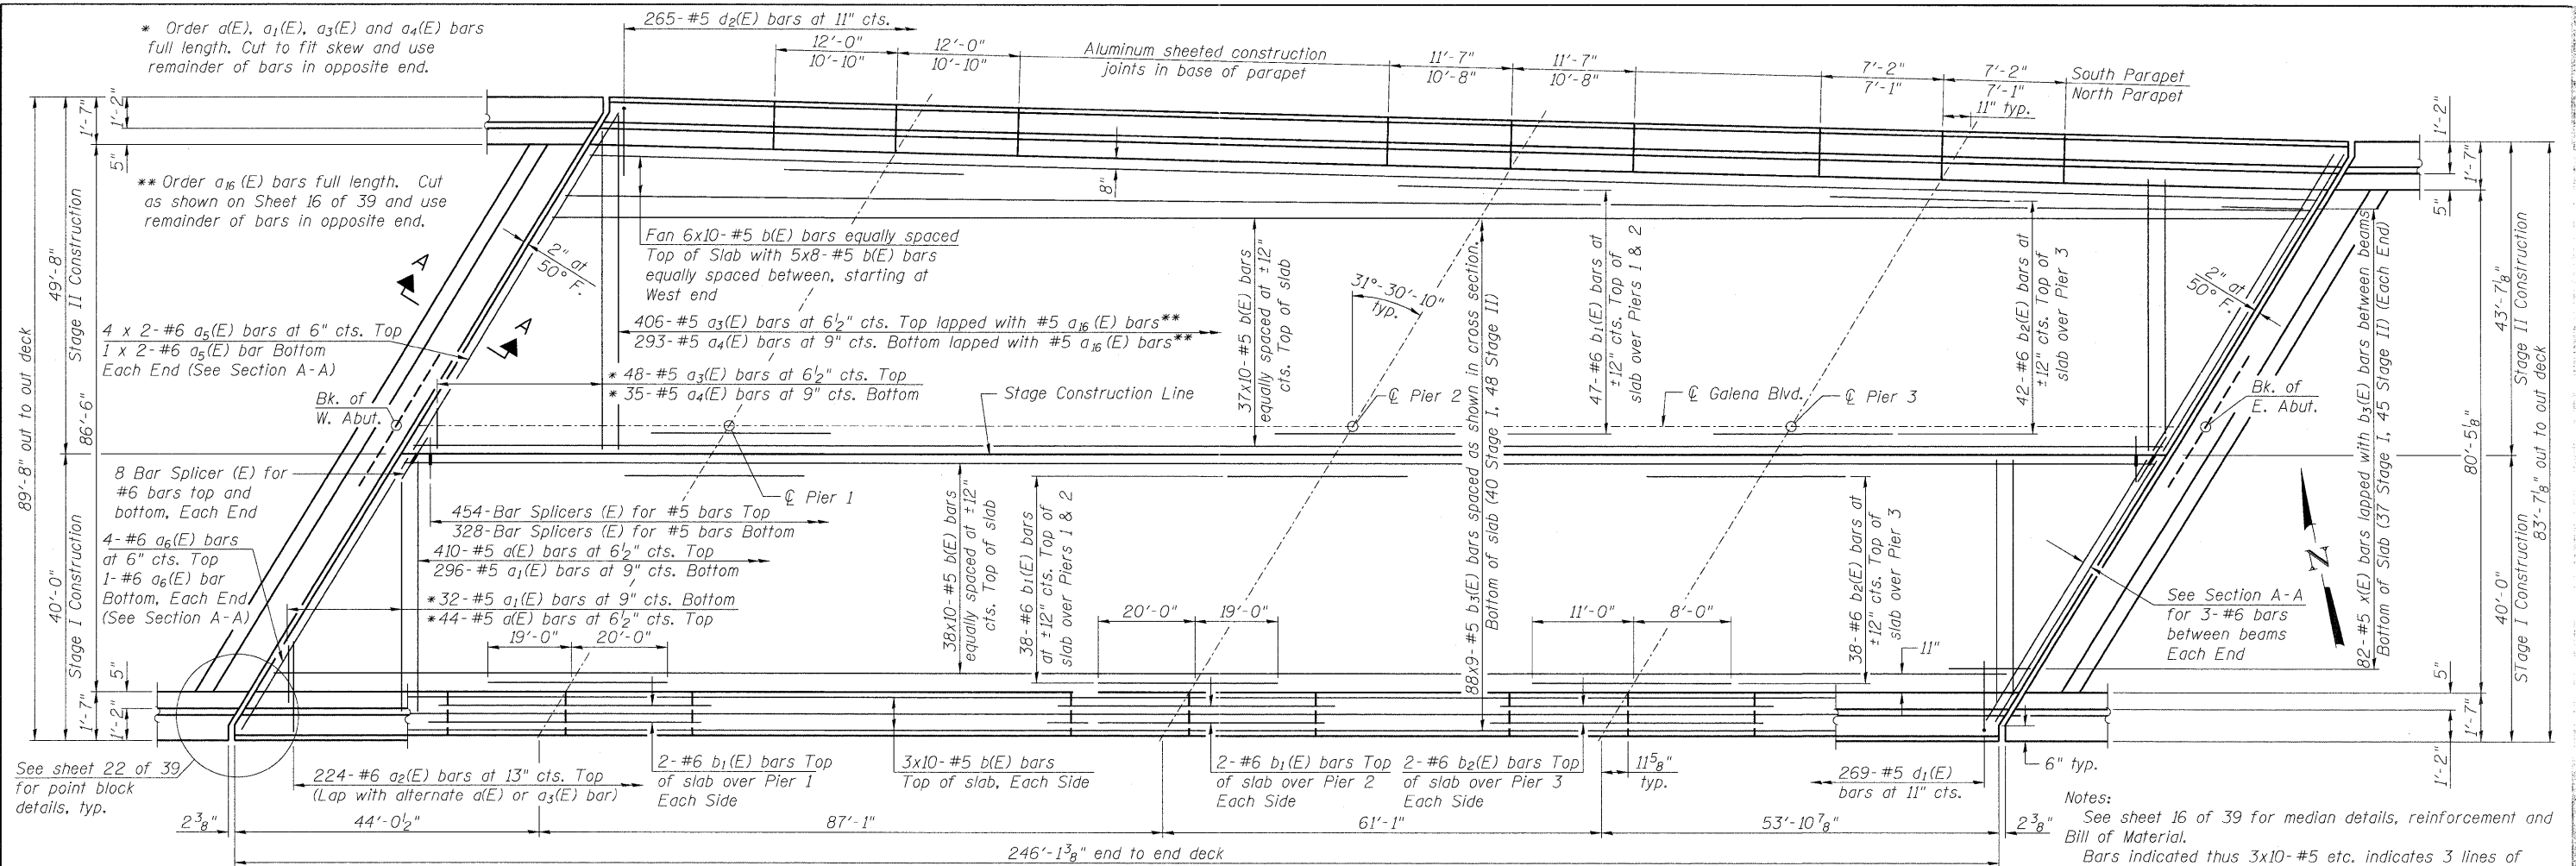 * Order a(E), a₁(E), a₃(E) and a₄(E) bars
full length. Cut to fit skew and use
remainder of bars in opposite end.
265-#5 d₂(E) bars at 11" cts.
12'-0"
10'-10"
12'-0"
10'-10"
Aluminum sheeted construction
joints in base of parapet
11'-7"
10'-8"
11'-7"
10'-8"
7'-2"
7'-1"
7'-2"
7'-1"
South Parapet
North Parapet
11" typ.
1'-7"
1'-2"
5"
** Order a₁₆(E) bars full length. Cut
as shown on Sheet 16 of 39 and use
remainder of bars in opposite end.
2" at
50° F.
A
A
8"
Fan 6x10-#5 b(E) bars equally spaced
Top of Slab with 5x8-#5 b(E) bars
equally spaced between, starting at
West end
406-#5 a₃(E) bars at 6½" cts. Top lapped with #5 a₁₆(E) bars**
293-#5 a₄(E) bars at 9" cts. Bottom lapped with #5 a₁₆(E) bars**
* 48-#5 a₃(E) bars at 6½" cts. Top
* 35-#5 a₄(E) bars at 9" cts. Bottom
4 x 2-#6 a₅(E) bars at 6" cts. Top
1 x 2-#6 a₅(E) bar Bottom
Each End (See Section A-A)
Bk. of
W. Abut.
Stage Construction Line
37x10-#5 b(E) bars
equally spaced at ±12"
cts. Top of slab
31°-30'-10"
typ.
℄ Pier 2
88x9-#5 b₃(E) bars spaced as shown in cross section.
Bottom of slab (40 Stage I, 48 Stage II)
47-#6 b₁(E) bars at
±12" cts. Top of
slab over Piers 1 & 2
℄ Galena Blvd.
℄ Pier 3
42-#6 b₂(E) bars at
±12" cts. Top of
slab over Pier 3
2" at
50° F.
Bk. of
E. Abut.
82-#5 x(E) bars lapped with b₃(E) bars between beams
Bottom of Slab (37 Stage I, 45 Stage II) (Each End)
1'-2"
1'-7"
5"
89'-8" out to out deck
49'-8"
Stage II Construction
86'-6"
40'-0"
Stage I Construction
43'-7⅛"
Stage II Construction
80'-5⅛"
83'-7⅛" out to out deck
40'-0"
STage I Construction
8 Bar Splicer (E) for
#6 bars top and
bottom, Each End
℄ Pier 1
454-Bar Splicers (E) for #5 bars Top
328-Bar Splicers (E) for #5 bars Bottom
410-#5 a(E) bars at 6½" cts. Top
296-#5 a₁(E) bars at 9" cts. Bottom
4-#6 a₆(E) bars
at 6" cts. Top
1-#6 a₆(E) bar
Bottom, Each End
(See Section A-A)
*32-#5 a₁(E) bars at 9" cts. Bottom
*44-#5 a(E) bars at 6½" cts. Top
19'-0"
20'-0"
38x10-#5 b(E) bars
equally spaced at ±12"
cts. Top of slab
38-#6 b₁(E) bars
at ±12" cts. Top of
slab over Piers 1 & 2
20'-0"
19'-0"
11'-0"
8'-0"
38-#6 b₂(E) bars at
±12" cts. Top of
slab over Pier 3
11"
See Section A-A
for 3-#6 bars
between beams
Each End
N
5"
1'-7"
1'-2"
5"
1'-7"
1'-2"
See sheet 22 of 39
for point block
details, typ.
224-#6 a₂(E) bars at 13" cts. Top
(Lap with alternate a(E) or a₃(E) bar)
2-#6 b₁(E) bars Top
of slab over Pier 1
Each Side
3x10-#5 b(E) bars
Top of slab, Each Side
2-#6 b₁(E) bars Top
of slab over Pier 2
Each Side
2-#6 b₂(E) bars Top
of slab over Pier 3
Each Side
11⅝"
typ.
269-#5 d₁(E)
bars at 11" cts.
6" typ.
2⅜"
44'-0½"
87'-1"
61'-1"
53'-10⅞"
2⅜"
246'-1⅜" end to end deck
Notes:
See sheet 16 of 39 for median details, reinforcement and
Bill of Material.
Bars indicated thus 3x10-#5 etc. indicates 3 lines of